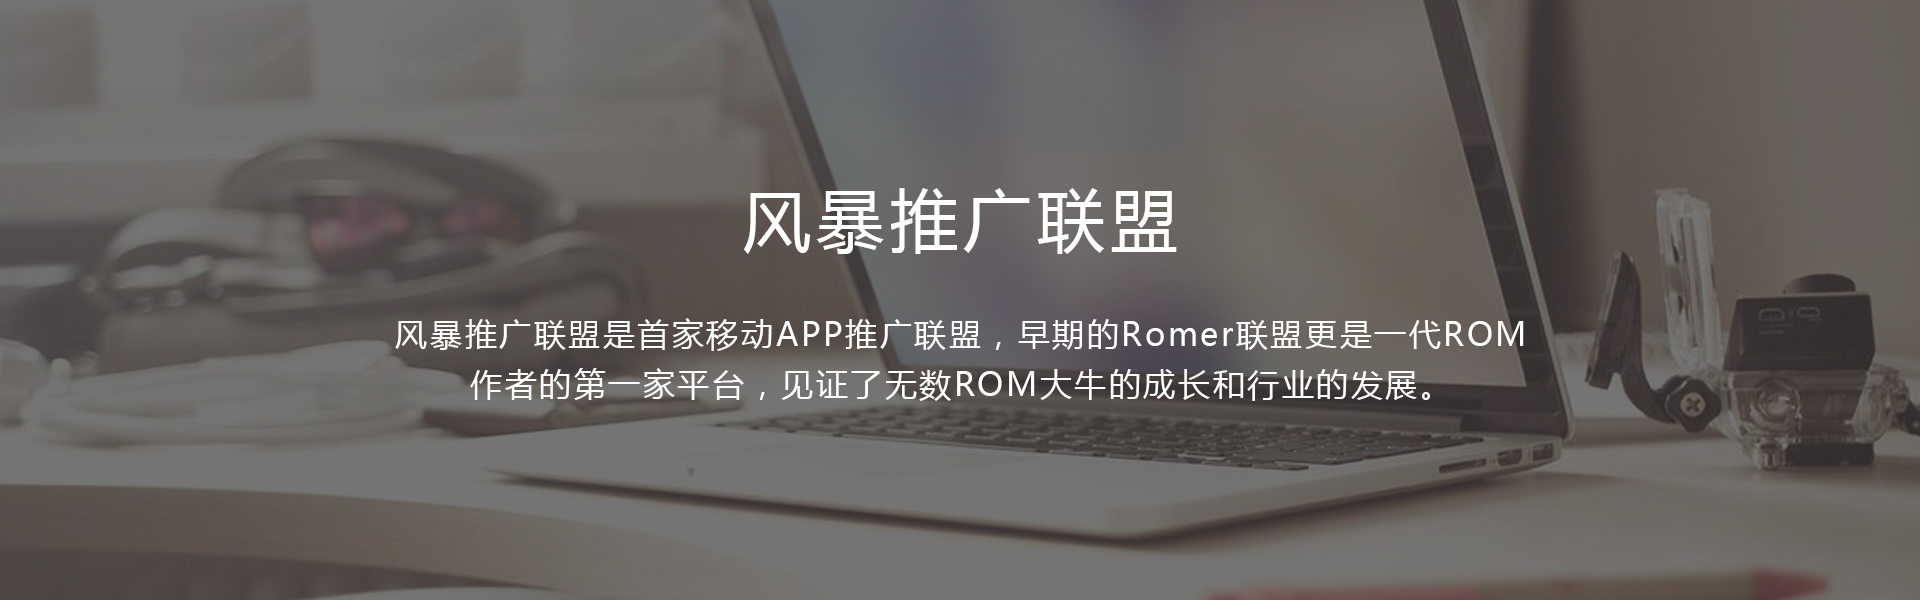 风暴推广联盟
风暴推广联盟是首家移动APP推广联盟，早期的Romer联盟更是一代ROM
作者的第一家平台，见证了无数ROM大牛的成长和行业的发展。